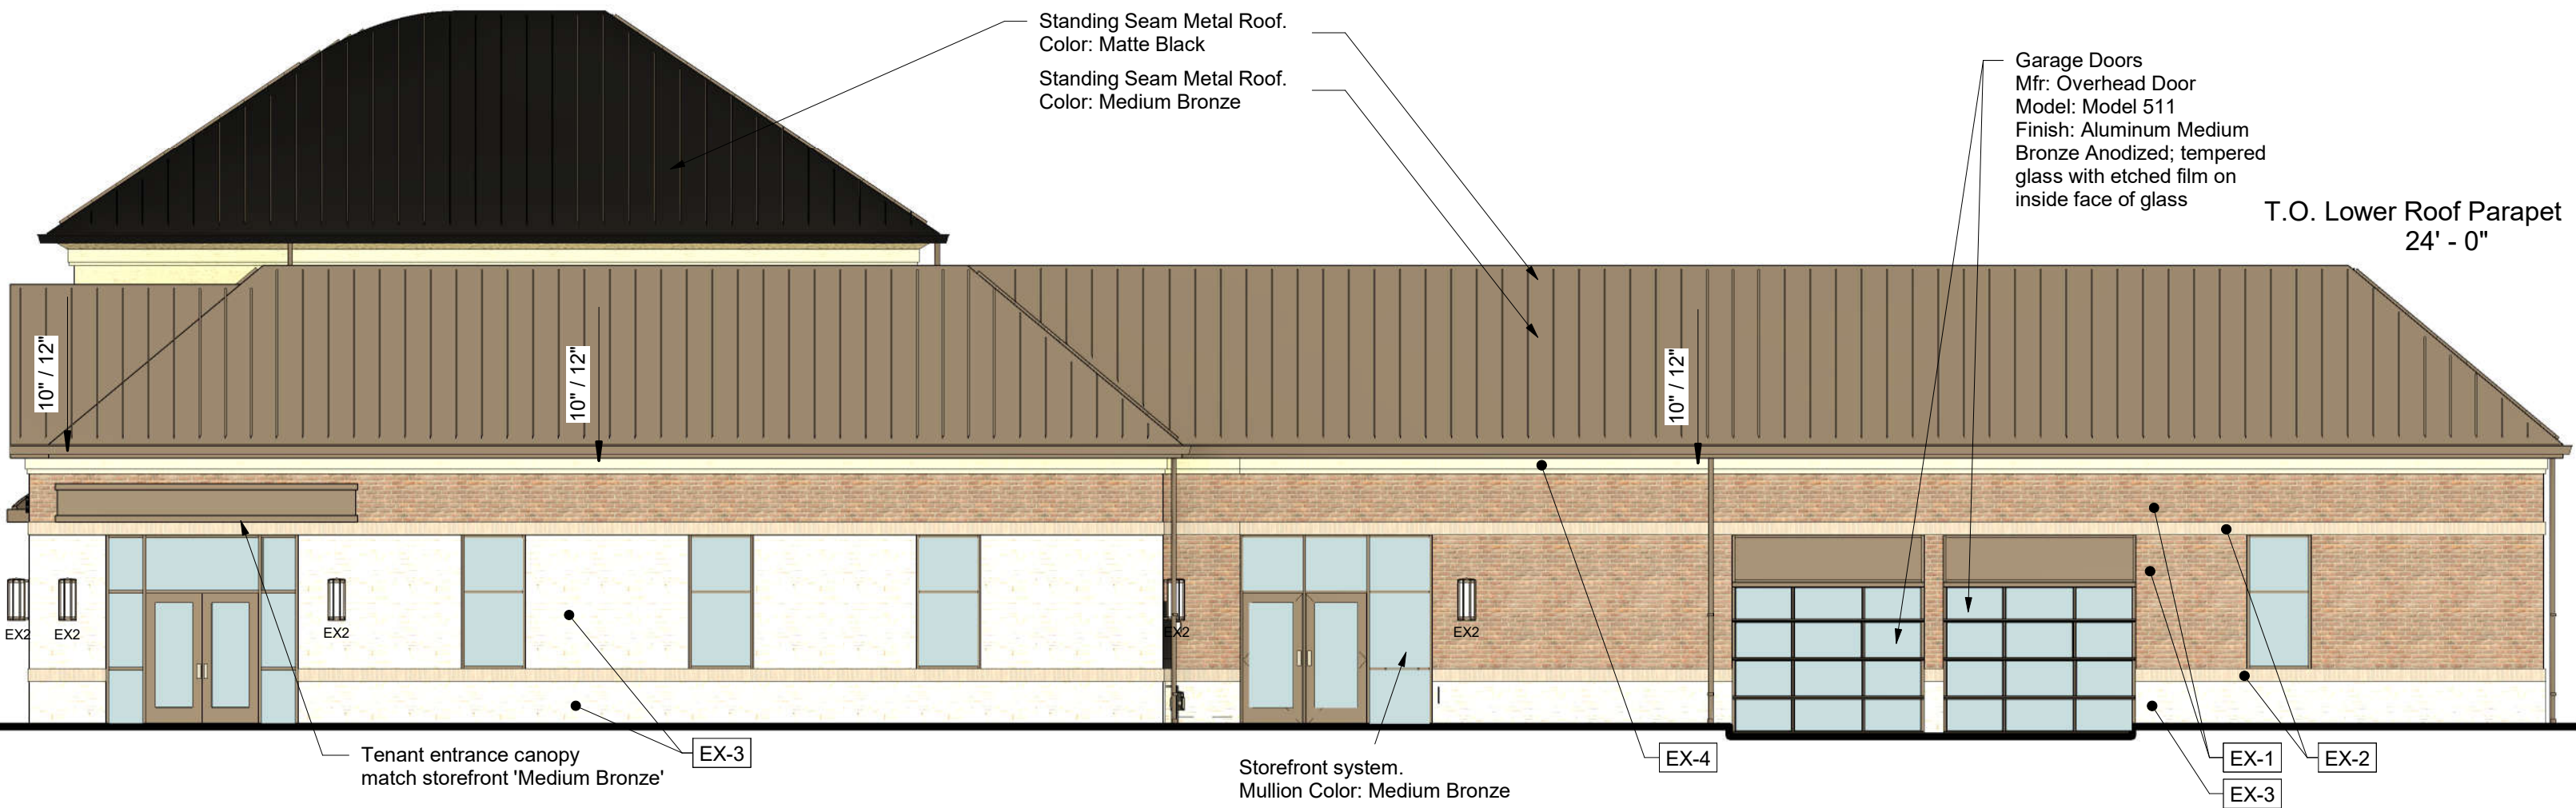 Standing Seam Metal Roof.
Color: Matte Black
Standing Seam Metal Roof.
Color: Medium Bronze
Garage Doors
Mfr: Overhead Door
Model: Model 511
Finish: Aluminum Medium
Bronze Anodized; tempered
glass with etched film on
inside face of glass
T.O. Lower Roof Parapet
24' - 0"
10" / 12"
10" / 12"
10" / 12"
EX2
EX2
EX2
EX2
EX2
Tenant entrance canopy
match storefront 'Medium Bronze'
EX-3
Storefront system.
Mullion Color: Medium Bronze
EX-4
EX-1
EX-2
EX-3